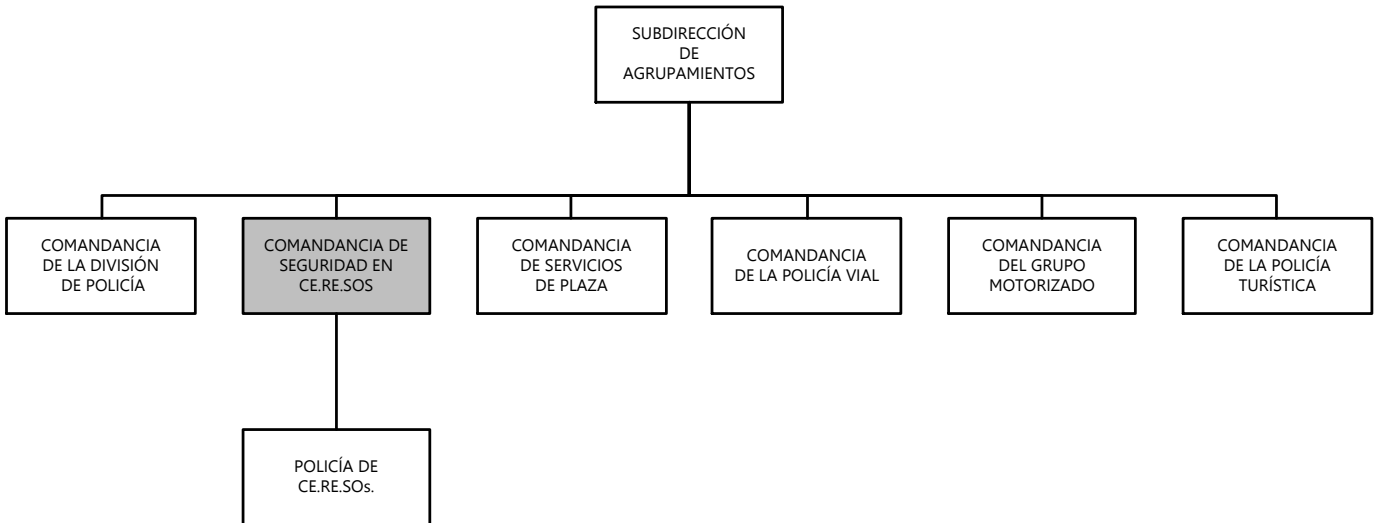 SUBDIRECCIÓN
DE
AGRUPAMIENTOS
COMANDANCIA
DE LA DIVISIÓN
DE POLICÍA
COMANDANCIA DE
SEGURIDAD EN
CE.RE.SOS
COMANDANCIA
DE SERVICIOS
DE PLAZA
COMANDANCIA
DE LA POLICÍA VIAL
COMANDANCIA
DEL GRUPO
MOTORIZADO
COMANDANCIA
DE LA POLICÍA
TURÍSTICA
POLICÍA DE
CE.RE.SOs.